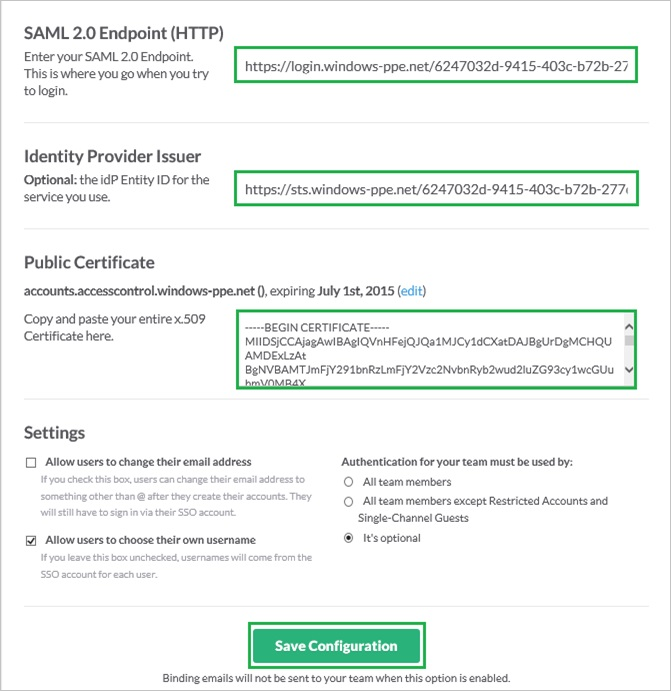 SAML 2.0 Endpoint (HTTP)
Enter your SAML 2.0 Endpoint.
This is where you go when you try
to login.
https://login.windows-ppe.net/6247032d-9415-403c-b72b-27
Identity Provider Issuer
Optional: the idP Entity ID for the
service you use.
https://sts.windows-ppe.net/6247032d-9415-403c-b72b-277
Public Certificate
accounts.accesscontrol.windows-ppe.net (), expiring July 1st, 2015 (edit)
Copy and paste your entire x.509
Certificate here.
-----BEGIN CERTIFICATE-----
MIIDSjCCAjagAwIBAgIQVnHFejQJQa1MJCy1dCXatDAJBgUrDgMCHQU
AMDExLzAt
BgNVBAMTJmFjY291bnRzLmFjY2Vzc2NvbnRyb2wud2luZG93cy1wcGUu
bmV0MB4X
Settings
Allow users to change their email address
If you check this box, users can change their email address to
something other than @ after they create their accounts. They
will still have to sign in via their SSO account.
Allow users to choose their own username
If you leave this box unchecked, usernames will come from the
SSO account for each user.
Authentication for your team must be used by:
All team members
All team members except Restricted Accounts and
Single-Channel Guests
It's optional
Save Configuration
Binding emails will not be sent to your team when this option is enabled.